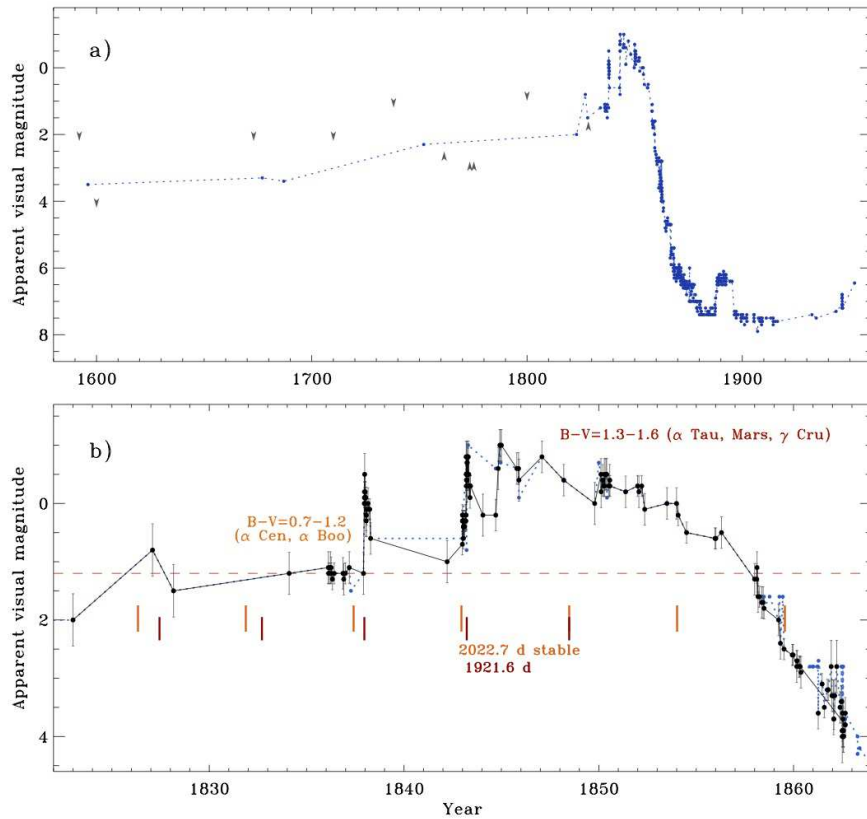 a)
Apparent visual magnitude
0
2
4
6
8
1600
1700
1800
1900
b)
B-V=1.3-1.6 (α Tau, Mars, γ Cru)
B-V=0.7-1.2
(α Cen, α Boo)
Apparent visual magnitude
0
2
4
2022.7 d stable
1921.6 d
1830
1840
1850
1860
Year